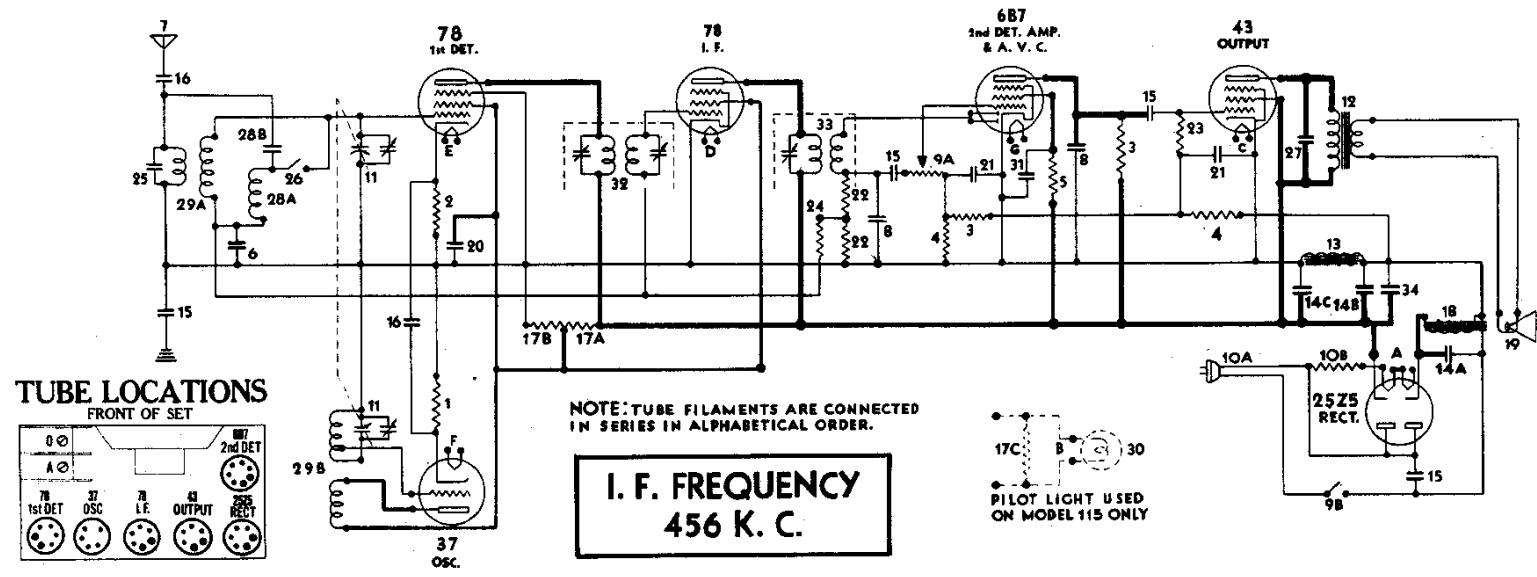 7
78
1st DET.
78
I. F.
6B7
2nd DET. AMP.
& A. V. C.
43
OUTPUT
16
15
12
28B
E
D
G
C
23
27
25
26
11
2
33
15
9A
21
31
8
3
21
29A
28A
32
24
22
5
6
20
22
8
4
3
4
13
16
15
17B
17A
14C
14B
34
18
19
10A
10B
A
14A
25Z5
RECT.
TUBE LOCATIONS
FRONT OF SET
O
A
6B7
2nd DET
78
1st DET
37
OSC
78
I.F.
43
OUTPUT
25Z5
RECT
11
1
F
29B
37
OSC.
NOTE: TUBE FILAMENTS ARE CONNECTED
IN SERIES IN ALPHABETICAL ORDER.
I. F. FREQUENCY
456 K. C.
17C
B
30
PILOT LIGHT USED
ON MODEL 115 ONLY
15
9B